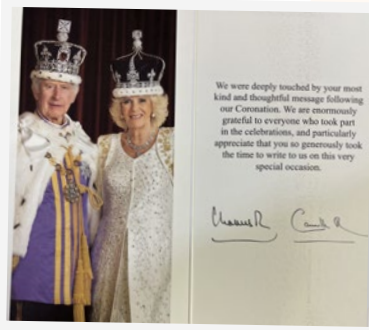 We were deeply touched by your most
kind and thoughtful message following
our Coronation. We are enormously
grateful to everyone who took part
in the celebrations, and particularly
appreciate that you so generously took
the time to write to us on this very
special occasion.
Charles R Camilla R